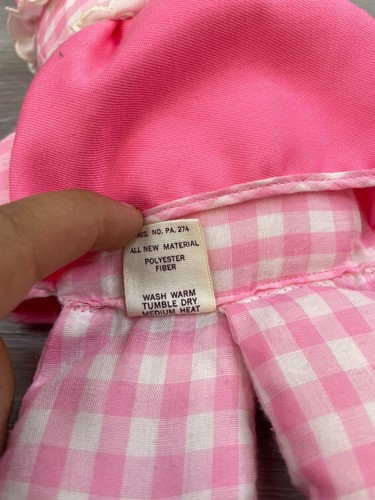 REG. NO. PA. 274
ALL NEW MATERIAL
POLYESTER
FIBER
WASH WARM
TUMBLE DRY
MEDIUM HEAT